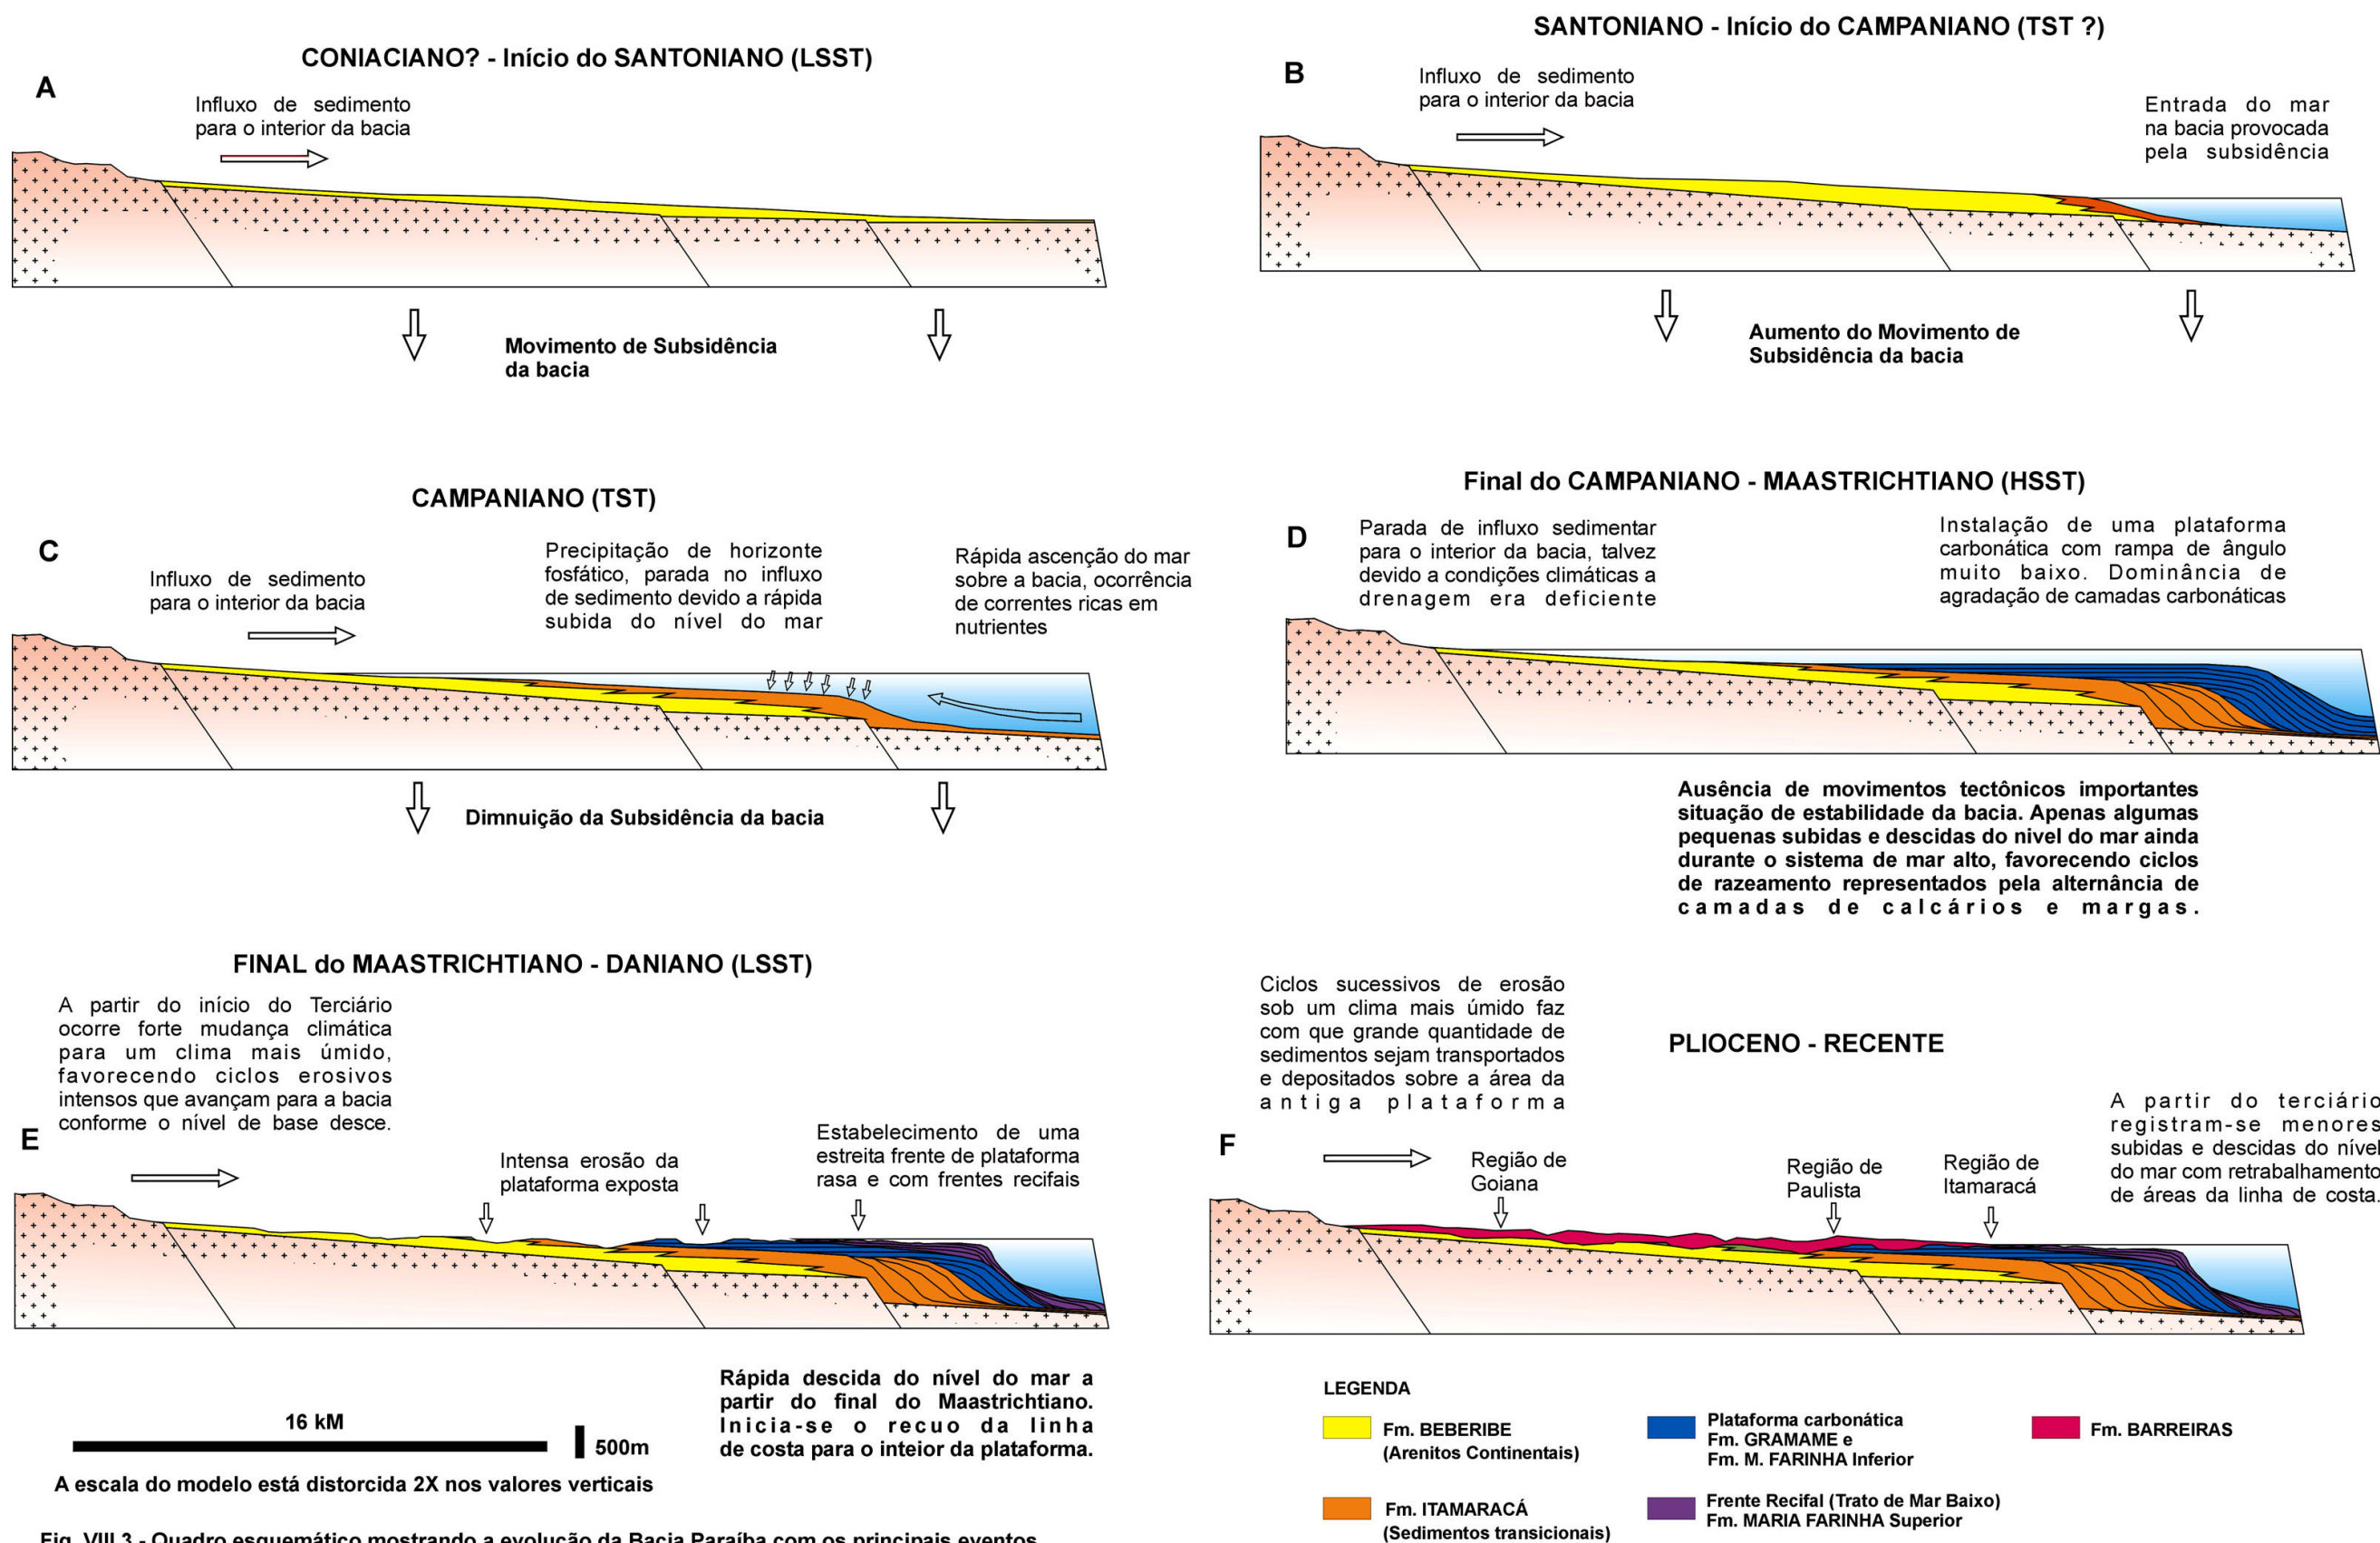 CONIACIANO? - Início do SANTONIANO (LSST)
A
Influxo de sedimento
para o interior da bacia
Movimento de Subsidência
da bacia
SANTONIANO - Início do CAMPANIANO (TST ?)
B
Influxo de sedimento
para o interior da bacia
Entrada do mar
na bacia provocada
pela subsidência
Aumento do Movimento de
Subsidência da bacia
CAMPANIANO (TST)
C
Influxo de sedimento
para o interior da bacia
Precipitação de horizonte
fosfático, parada no influxo
de sedimento devido a rápida
subida do nível do mar
Rápida ascenção do mar
sobre a bacia, ocorrência
de correntes ricas em
nutrientes
Dimnuição da Subsidência da bacia
Final do CAMPANIANO - MAASTRICHTIANO (HSST)
D
Parada de influxo sedimentar
para o interior da bacia, talvez
devido a condições climáticas a
drenagem era deficiente
Instalação de uma plataforma
carbonática com rampa de ângulo
muito baixo. Dominância de
agradação de camadas carbonáticas
Ausência de movimentos tectônicos importantes
situação de estabilidade da bacia. Apenas algumas
pequenas subidas e descidas do nivel do mar ainda
durante o sistema de mar alto, favorecendo ciclos
de razeamento representados pela alternância de
camadas de calcários e margas.
FINAL do MAASTRICHTIANO - DANIANO (LSST)
A partir do início do Terciário
ocorre forte mudança climática
para um clima mais úmido,
favorecendo ciclos erosivos
intensos que avançam para a bacia
conforme o nível de base desce.
E
Intensa erosão da
plataforma exposta
Estabelecimento de uma
estreita frente de plataforma
rasa e com frentes recifais
Rápida descida do nível do mar a
partir do final do Maastrichtiano.
Inicia-se o recuo da linha
de costa para o inteior da plataforma.
16 kM
500m
A escala do modelo está distorcida 2X nos valores verticais
Fig. VIII.3 - Quadro esquemático mostrando a evolução da Bacia Paraíba com os principais eventos
Ciclos sucessivos de erosão
sob um clima mais úmido faz
com que grande quantidade de
sedimentos sejam transportados
e depositados sobre a área da
antiga plataforma
PLIOCENO - RECENTE
A partir do terciário
registram-se menores
subidas e descidas do nível
do mar com retrabalhamento
de áreas da linha de costa.
F
Região de
Goiana
Região de
Paulista
Região de
Itamaracá
LEGENDA
Fm. BEBERIBE
(Arenitos Continentais)
Plataforma carbonática
Fm. GRAMAME e
Fm. M. FARINHA Inferior
Fm. BARREIRAS
Fm. ITAMARACÁ
(Sedimentos transicionais)
Frente Recifal (Trato de Mar Baixo)
Fm. MARIA FARINHA Superior